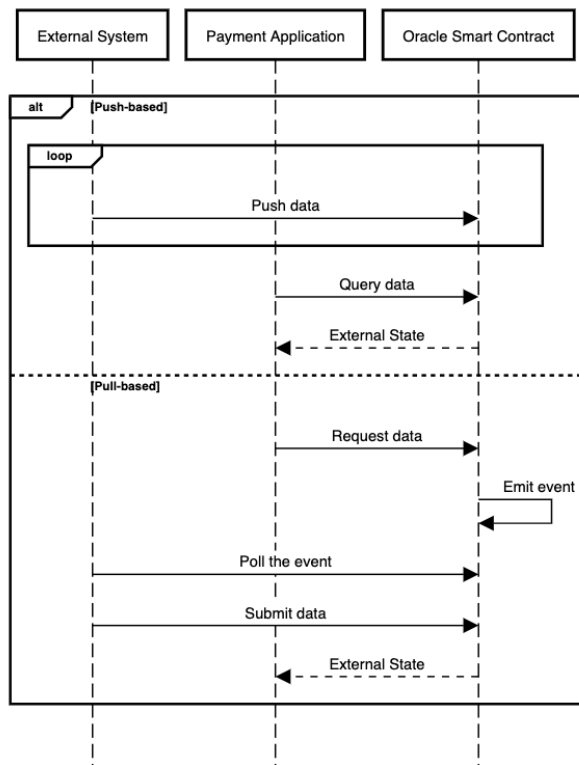 External System
Payment Application
Oracle Smart Contract
alt
[Push-based]
loop
Push data
Query data
External State
[Pull-based]
Request data
Emit event
Poll the event
Submit data
External State